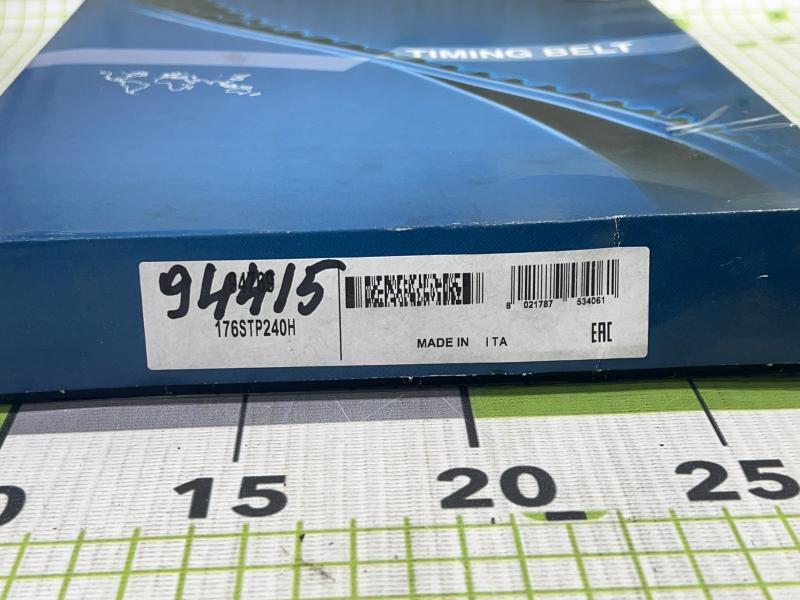 TIMING BELT
94415
176STP240H
8 021787 534061
MADE IN ITA
EAC
15
20
25